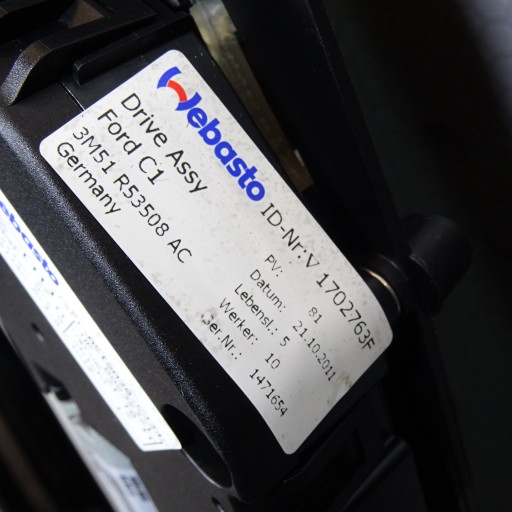 Webasto
Drive Assy
Ford C1
3M51 R53508 AC
Germany
ID-Nr:V 1702763F
PV: 81
Datum: 21.10.2011
Lebensl.: 5
Werker: 10
Ser.Nr.: 1471654
Webasto